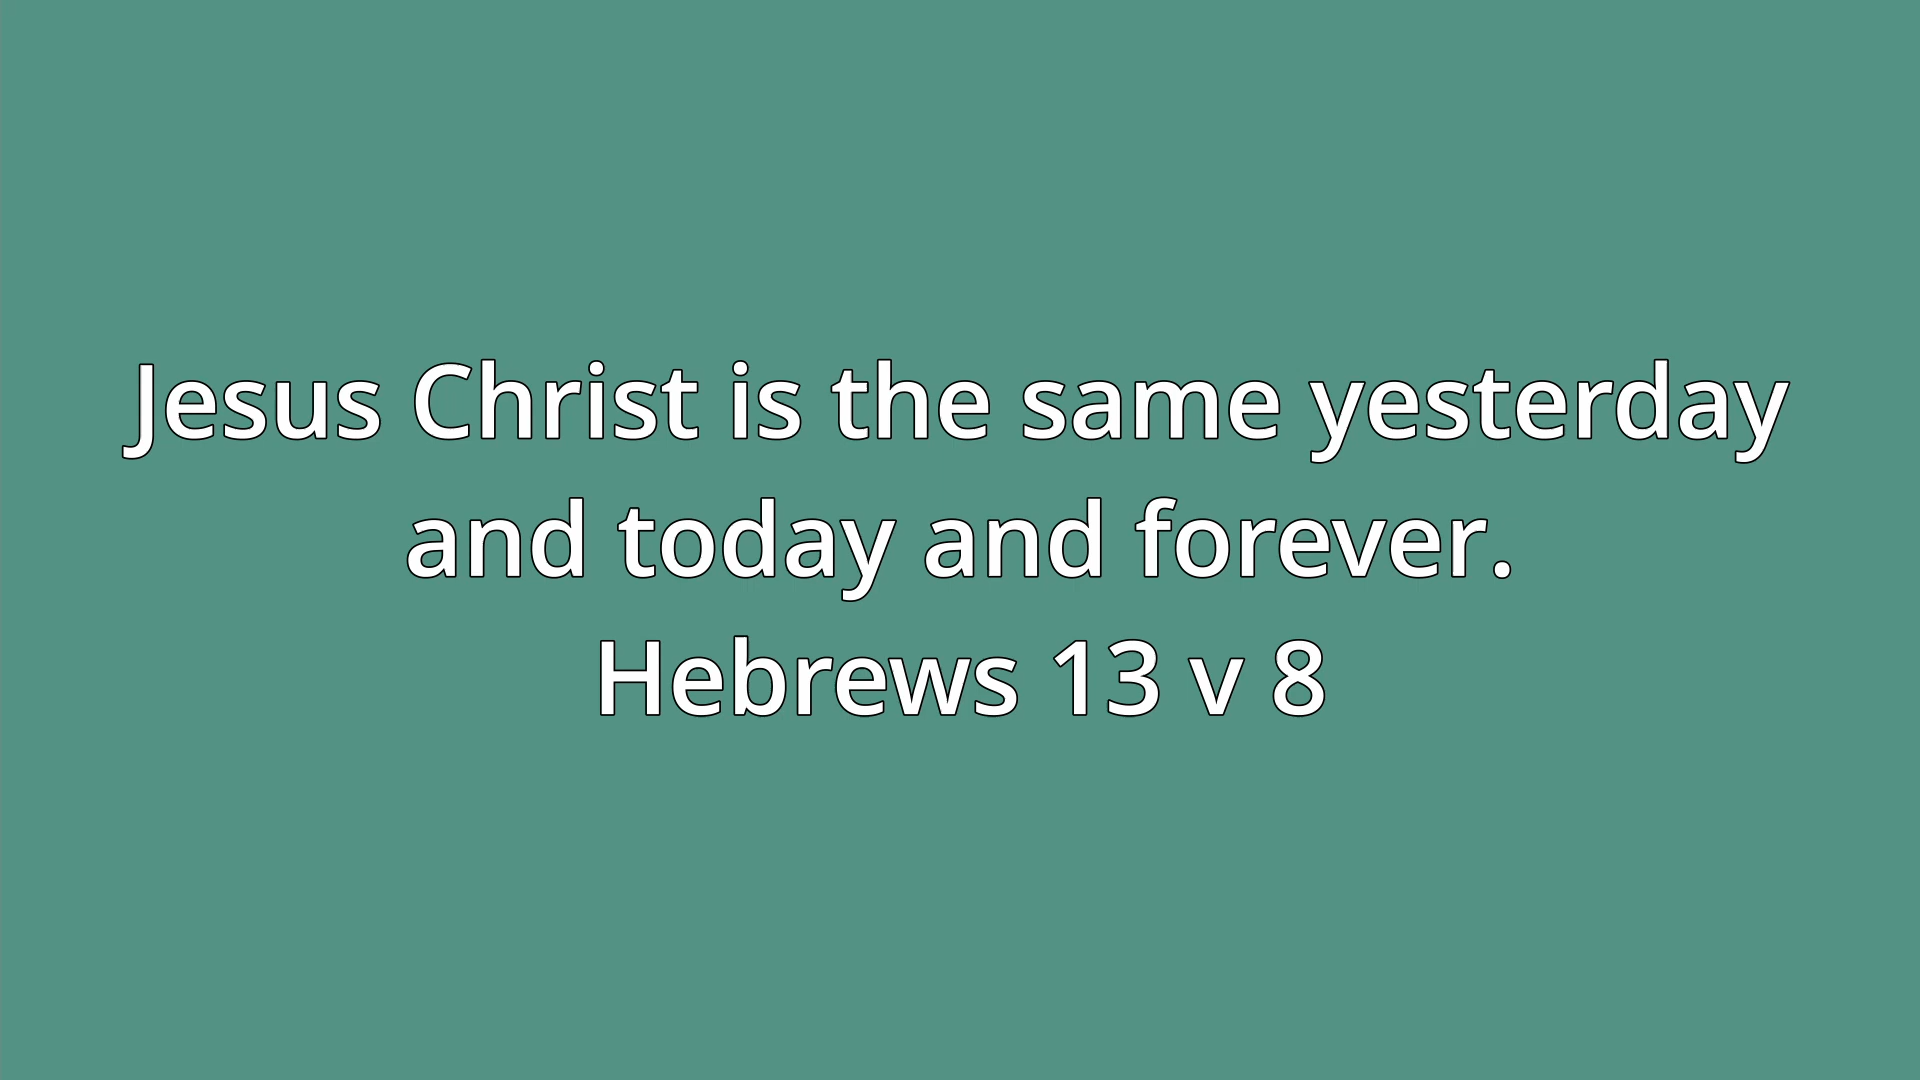 Jesus Christ is the same yesterday
and today and forever.
Hebrews 13 v 8